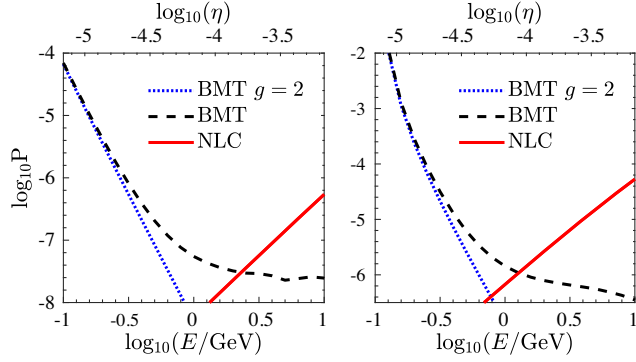 log₁₀(η)
-5 -4.5 -4 -3.5
-4
-5
-6
-7
-8
log₁₀P
BMT g = 2
BMT
NLC
-1 -0.5 0 0.5 1
log₁₀(E/GeV)
log₁₀(η)
-5 -4.5 -4 -3.5
-2
-3
-4
-5
-6
BMT g = 2
BMT
NLC
-1 -0.5 0 0.5 1
log₁₀(E/GeV)